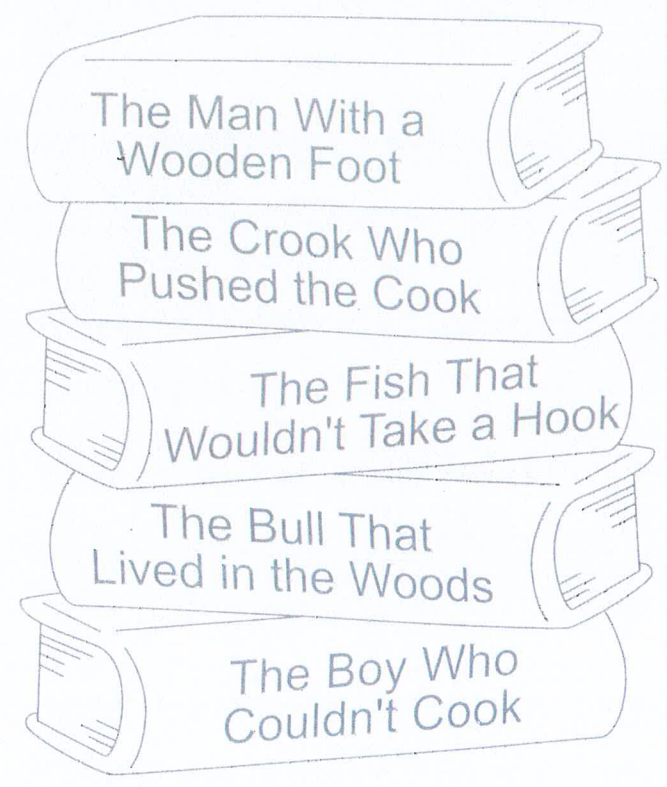 The Man With a
Wooden Foot
The Crook Who
Pushed the Cook
The Fish That
Wouldn't Take a Hook
The Bull That
Lived in the Woods
The Boy Who
Couldn't Cook